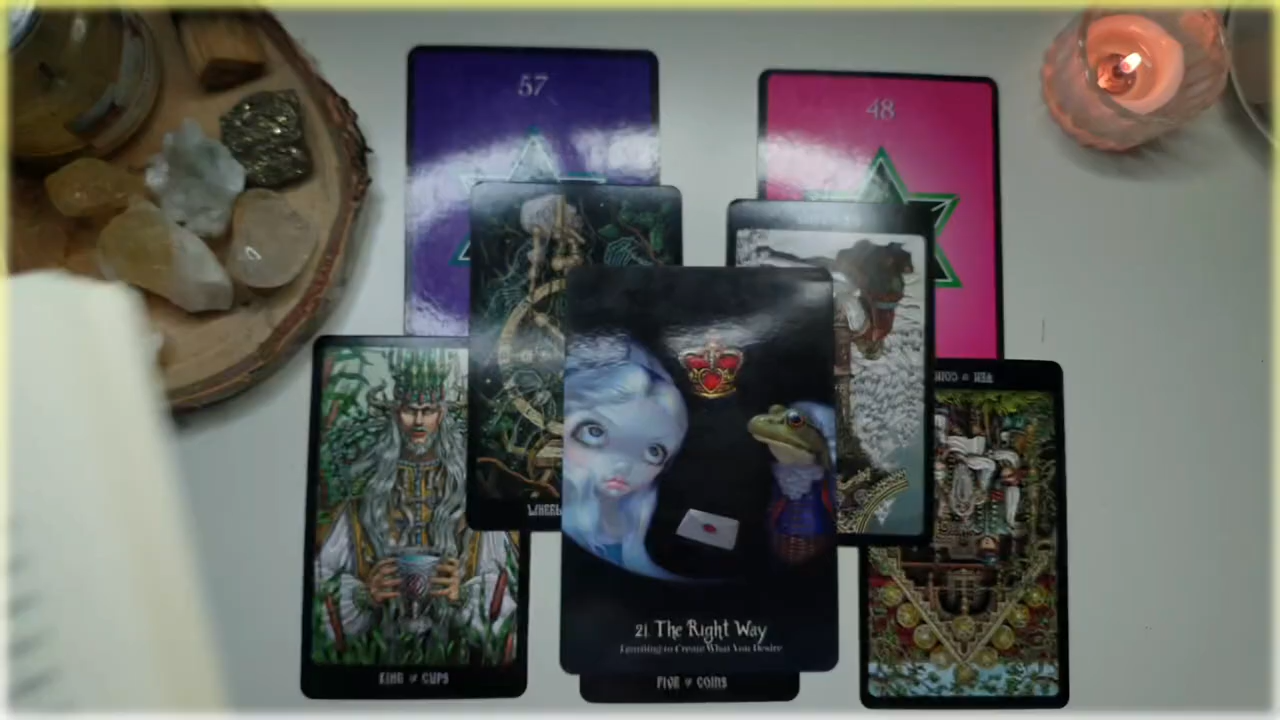 57
48
TEN of COINS
WHEEL
21. The Right Way
to Create What You Desire
KING of CUPS
FIVE of COINS